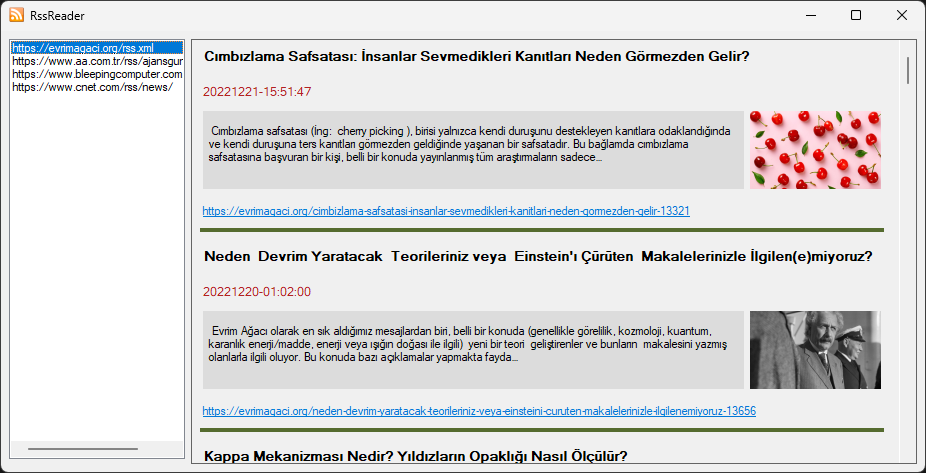 RssReader
https://evrimagaci.org/rss.xml
https://www.aa.com.tr/rss/ajansgur
https://www.bleepingcomputer.com
https://www.cnet.com/rss/news/
Cımbızlama Safsatası: İnsanlar Sevmedikleri Kanıtları Neden Görmezden Gelir?
20221221-15:51:47
Cımbızlama safsatası (İng: cherry picking ), birisi yalnızca kendi duruşunu destekleyen kanıtlara odaklandığında
ve kendi duruşuna ters kanıtları görmezden geldiğinde yaşanan bir safsatadır. Bu bağlamda cımbızlama
safsatasına başvuran bir kişi, belli bir konuda yayınlanmış tüm araştırmaların sadece...
https://evrimagaci.org/cimbizlama-safsatasi-insanlar-sevmedikleri-kanitlari-neden-gormezden-gelir-13321
Neden Devrim Yaratacak Teorileriniz veya Einstein'ı Çürüten Makalelerinizle İlgilen(e)miyoruz?
20221220-01:02:00
Evrim Ağacı olarak en sık aldığımız mesajlardan biri, belli bir konuda (genellikle görelilik, kozmoloji, kuantum,
karanlık enerji/madde, enerji veya ışığın doğası ile ilgili) yeni bir teori geliştirenler ve bunların makalesini yazmış
olanlarla ilgili oluyor. Bu konuda bazı açıklamalar yapmakta fayda...
https://evrimagaci.org/neden-devrim-yaratacak-teorileriniz-veya-einsteini-curuten-makalelerinizle-ilgilenemiyoruz-13656
Kappa Mekanizması Nedir? Yıldızların Opaklığı Nasıl Ölçülür?